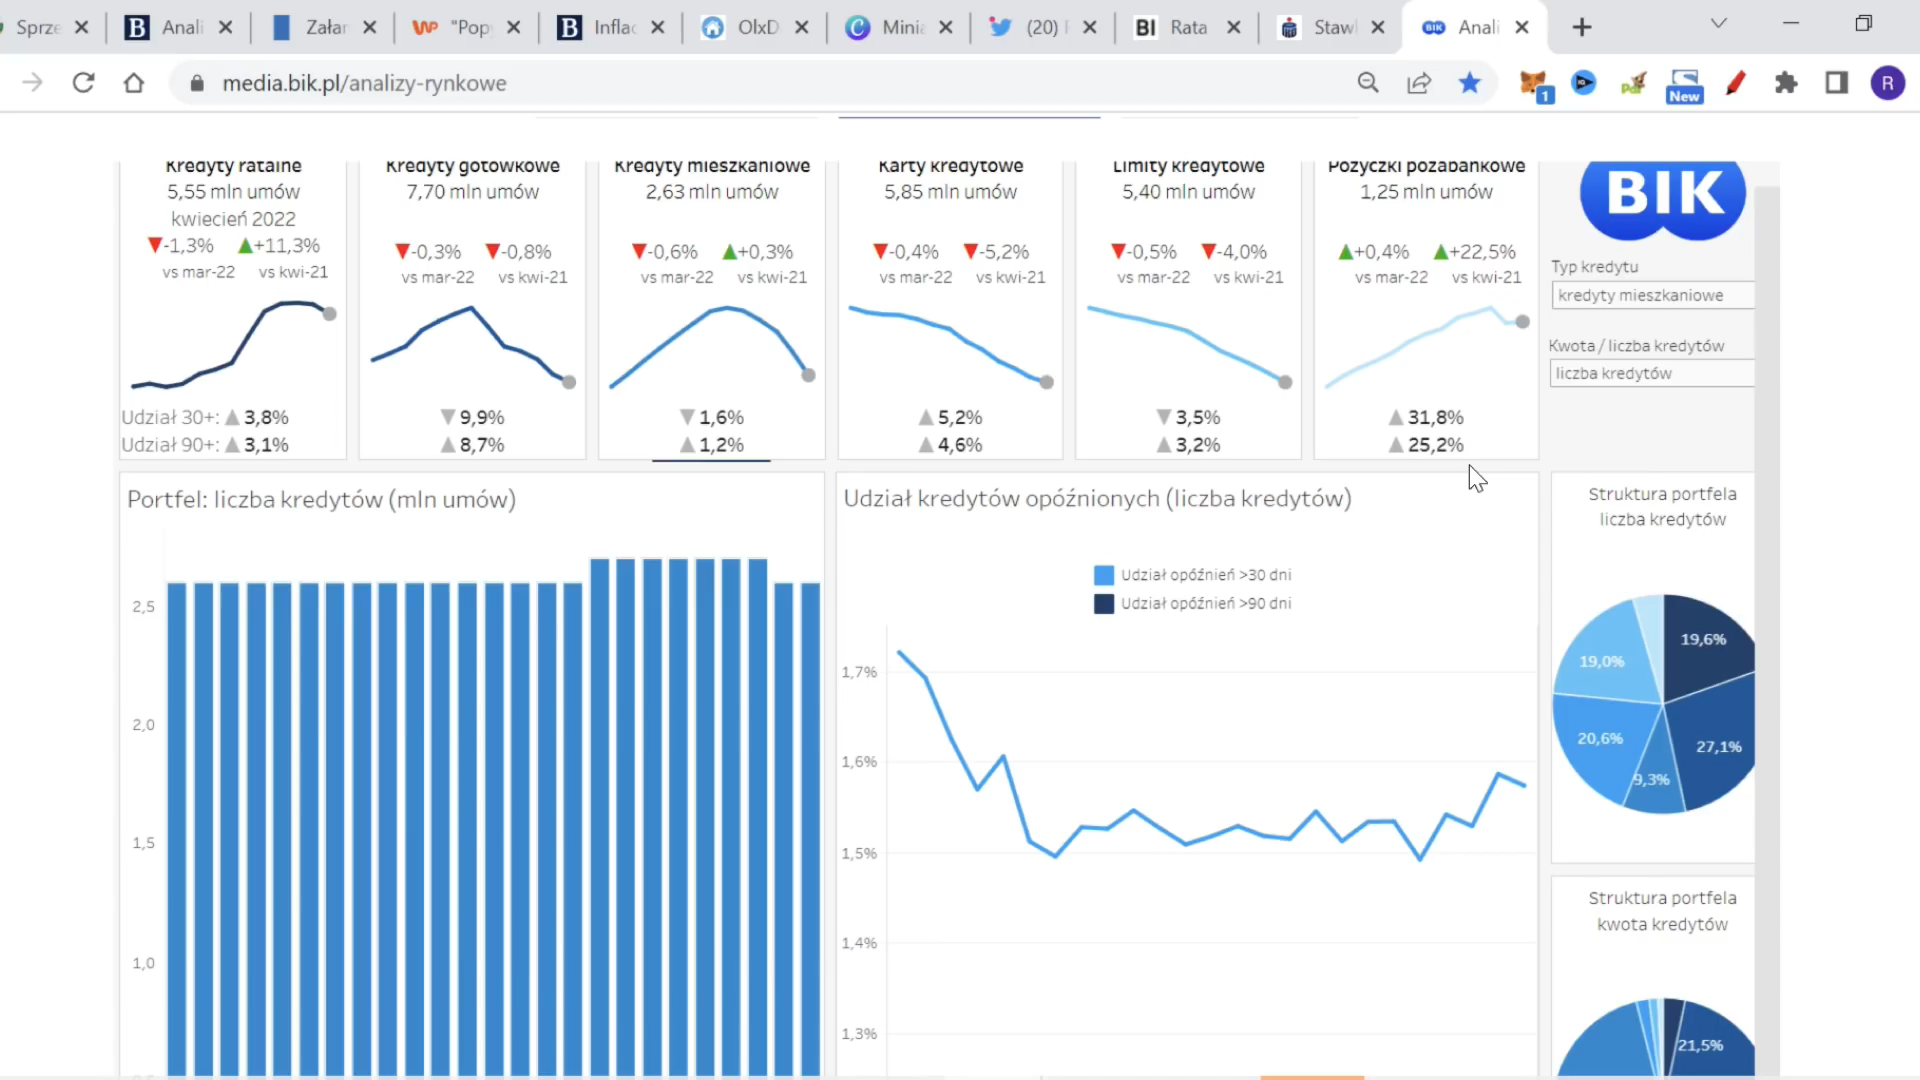 Sprze
Anali
Załar
"Pop
Inflac
OlxD
Minia
(20)
Rata
Stawl
Anali
media.bik.pl/analizy-rynkowe
1
New
R
Kredyty ratalne
5,55 mln umów
kwiecień 2022
▼-1,3% ▲+11,3%
vs mar-22 vs kwi-21
Udział 30+: ▲ 3,8%
Udział 90+: ▲ 3,1%
Kredyty gotówkowe
7,70 mln umów
▼-0,3% ▼-0,8%
vs mar-22 vs kwi-21
▼ 9,9%
▲ 8,7%
Kredyty mieszkaniowe
2,63 mln umów
▼-0,6% ▲+0,3%
vs mar-22 vs kwi-21
▼ 1,6%
▲ 1,2%
Karty kredytowe
5,85 mln umów
▼-0,4% ▼-5,2%
vs mar-22 vs kwi-21
▲ 5,2%
▲ 4,6%
Limity kredytowe
5,40 mln umów
▼-0,5% ▼-4,0%
vs mar-22 vs kwi-21
▼ 3,5%
▲ 3,2%
Pożyczki pozabankowe
1,25 mln umów
▲+0,4% ▲+22,5%
vs mar-22 vs kwi-21
▲ 31,8%
▲ 25,2%
BIK
Typ kredytu
kredyty mieszkaniowe
Kwota / liczba kredytów
liczba kredytów
Portfel: liczba kredytów (mln umów)
2,5
2,0
1,5
1,0
Udział kredytów opóźnionych (liczba kredytów)
Udział opóźnień >30 dni
Udział opóźnień >90 dni
1,7%
1,6%
1,5%
1,4%
1,3%
Struktura portfela
liczba kredytów
19,6%
19,0%
20,6%
27,1%
9,3%
Struktura portfela
kwota kredytów
21,5%